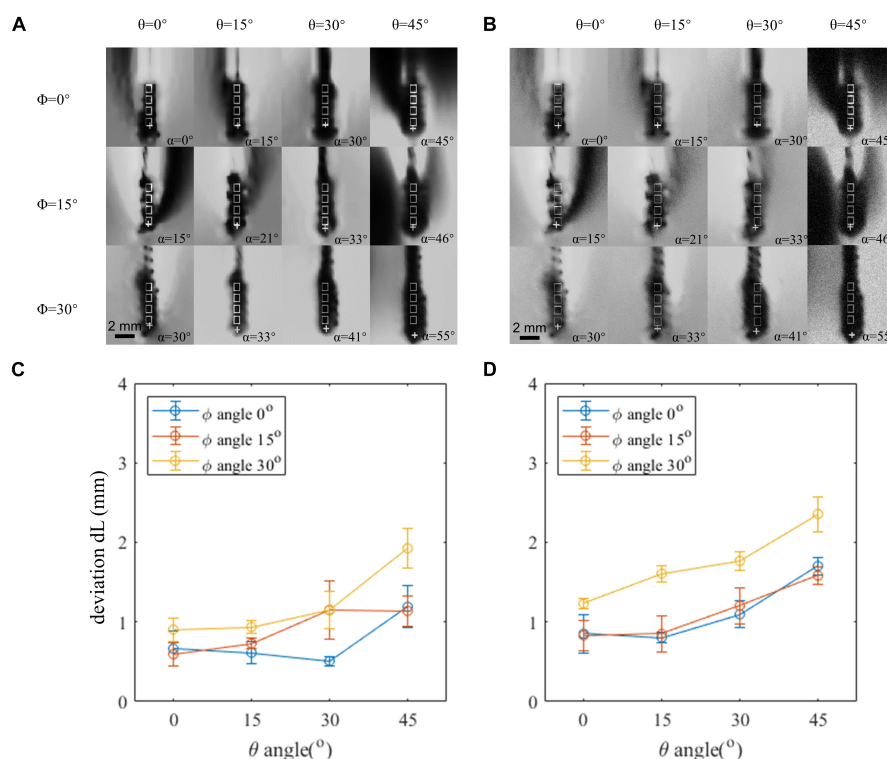 A
θ=0° θ=15° θ=30° θ=45°
B
θ=0° θ=15° θ=30° θ=45°
Φ=0°
α=0° α=15° α=30° α=45°
α=0° α=15° α=30° α=45
Φ=15°
α=15° α=21° α=33° α=46°
α=15° α=21° α=33° α=46
Φ=30°
2 mm
α=30° α=33° α=41° α=55°
2 mm
α=30° α=33° α=41° α=55
C
4
3
2
1
0
deviation dL (mm)
ϕ angle 0°
ϕ angle 15°
ϕ angle 30°
0 15 30 45
θ angle(°)
D
4
3
2
1
0
ϕ angle 0°
ϕ angle 15°
ϕ angle 30°
0 15 30 45
θ angle(°)